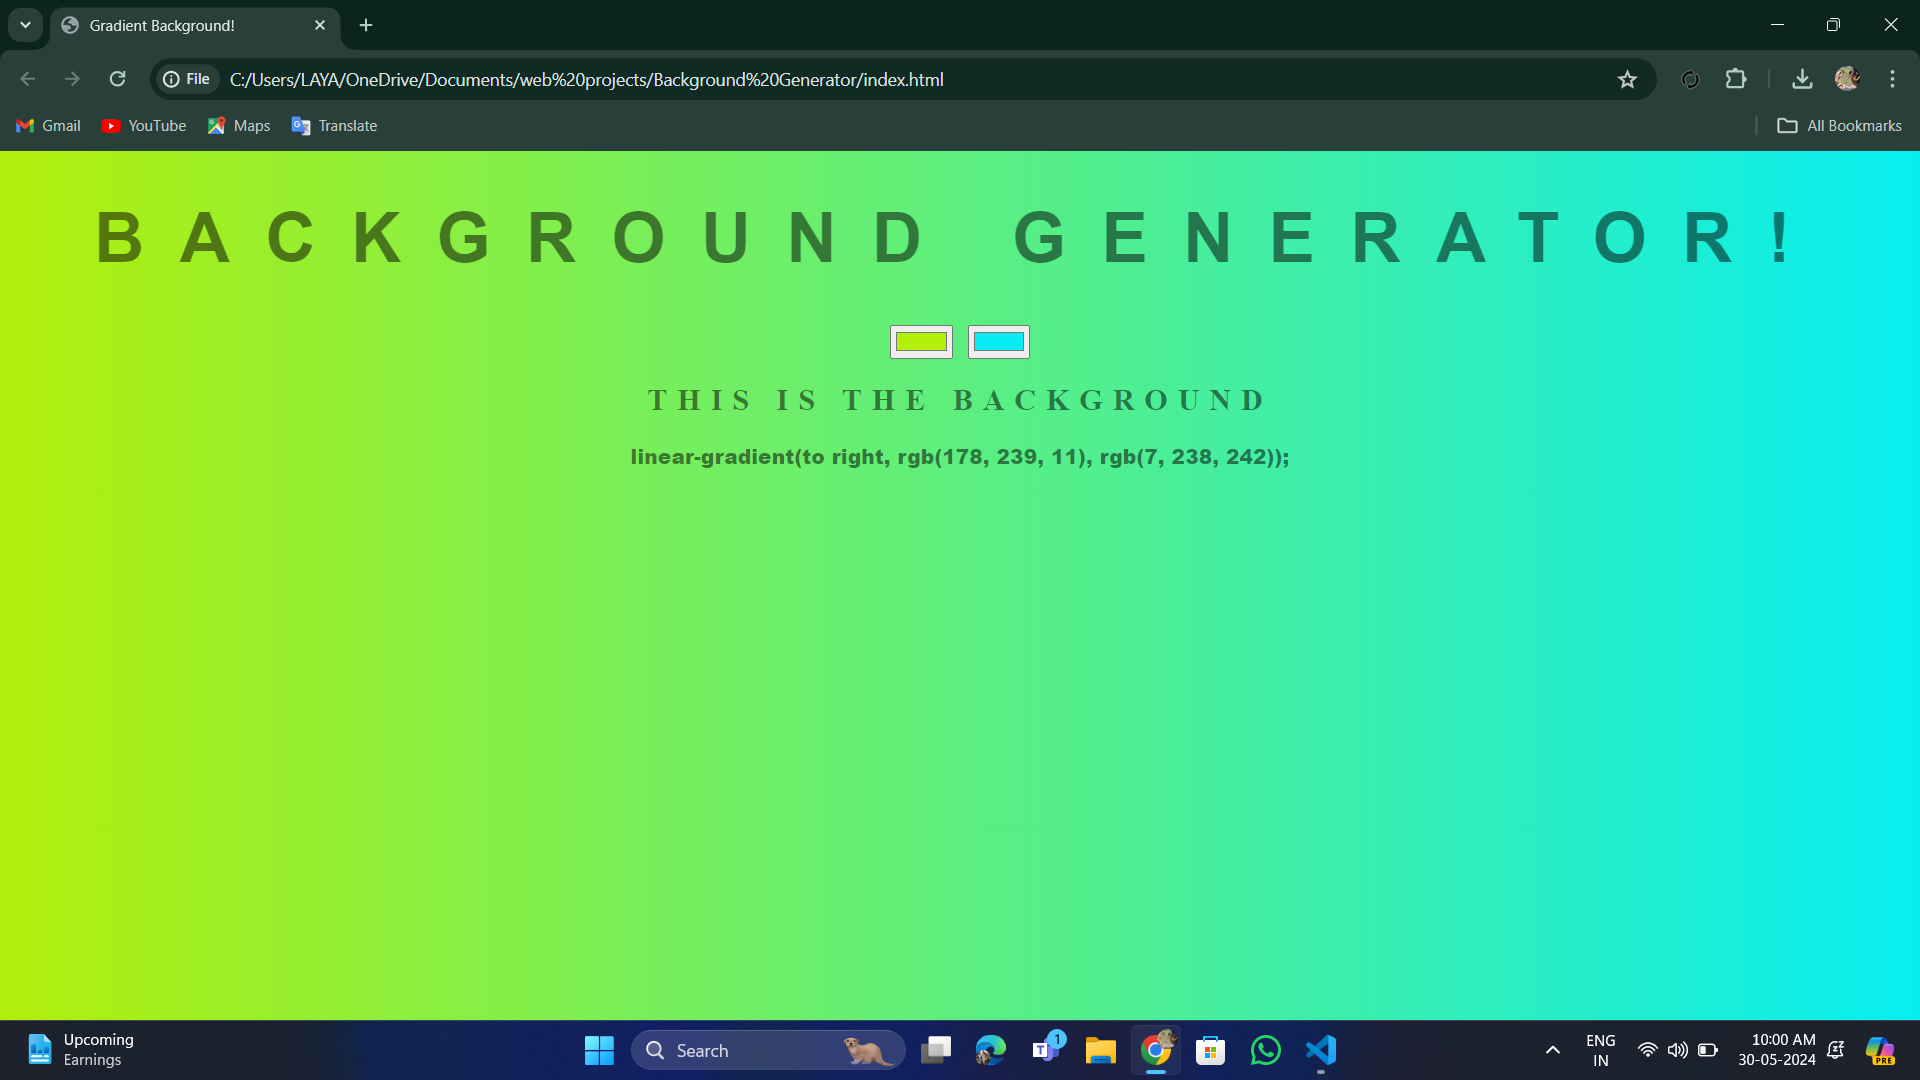 Gradient Background!
File
C:/Users/LAYA/OneDrive/Documents/web%20projects/Background%20Generator/index.html
Gmail
YouTube
Maps
Translate
All Bookmarks
BACKGROUND GENERATOR!
THIS IS THE BACKGROUND
linear-gradient(to right, rgb(178, 239, 11), rgb(7, 238, 242));
Upcoming
Earnings
Search
T
1
ENG
IN
10:00 AM
30-05-2024
PRE